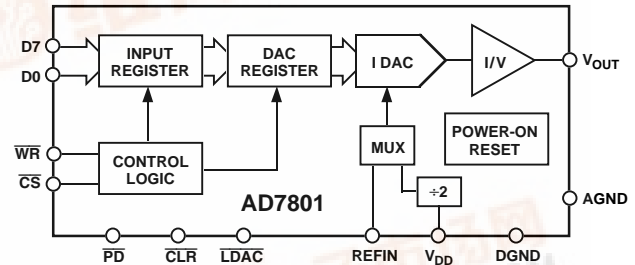 D7
D0
INPUT
REGISTER
DAC
REGISTER
I DAC
I/V
VOUT
MUX
POWER-ON
RESET
WR
CS
CONTROL
LOGIC
÷2
AD7801
AGND
PD
CLR
LDAC
REFIN
VDD
DGND